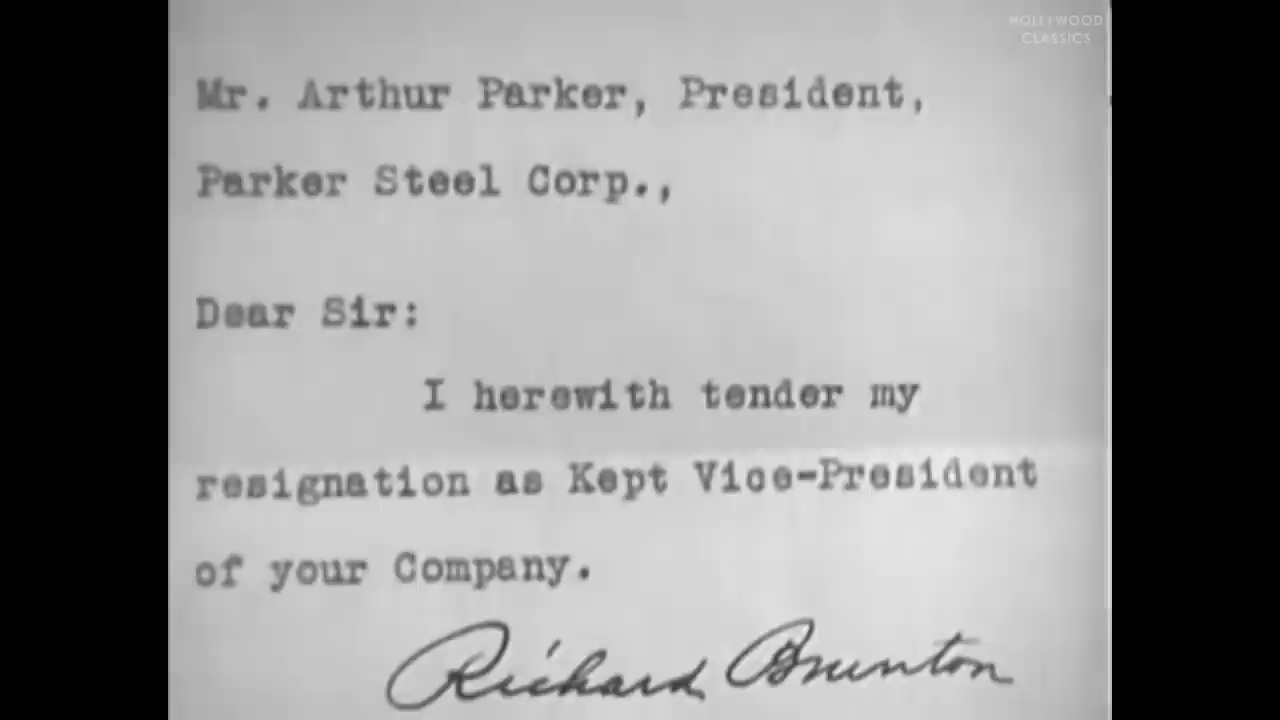 HOLLYWOOD
CLASSICS
Mr. Arthur Parker, President,
Parker Steel Corp.,
Dear Sir:
I herewith tender my
resignation as Kept Vice-President
of your Company.
Richard Brunton